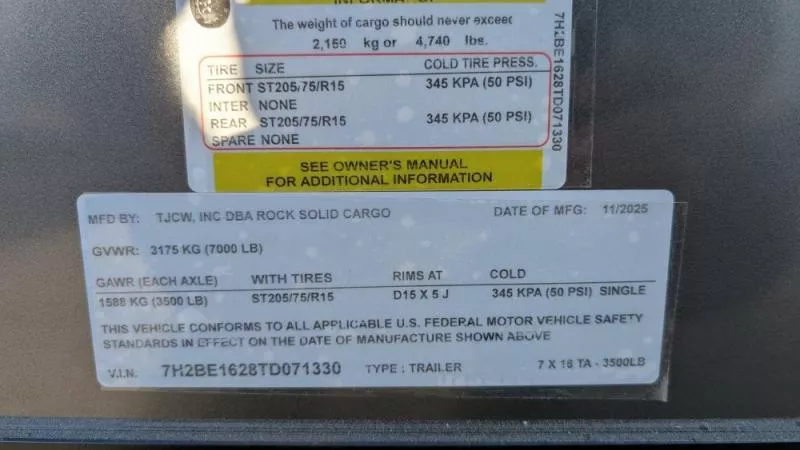 The weight of cargo should never exceed
2,150 kg or 4,740 lbs.
TIRE SIZE COLD TIRE PRESS.
FRONT ST205/75/R15 345 KPA (50 PSI)
INTER NONE
REAR ST205/75/R15 345 KPA (50 PSI)
SPARE NONE
SEE OWNER'S MANUAL
FOR ADDITIONAL INFORMATION
7H2BE1628TD071330
MFD BY: TJCW, INC DBA ROCK SOLID CARGO DATE OF MFG: 11/2025
GVWR: 3175 KG (7000 LB)
GAWR (EACH AXLE) WITH TIRES RIMS AT COLD
1588 KG (3500 LB) ST205/75/R15 D15 X 5 J 345 KPA (50 PSI) SINGLE
THIS VEHICLE CONFORMS TO ALL APPLICABLE U.S. FEDERAL MOTOR VEHICLE SAFETY
STANDARDS IN EFFECT ON THE DATE OF MANUFACTURE SHOWN ABOVE
V.I.N. 7H2BE1628TD071330 TYPE : TRAILER 7 X 16 TA - 3500LB